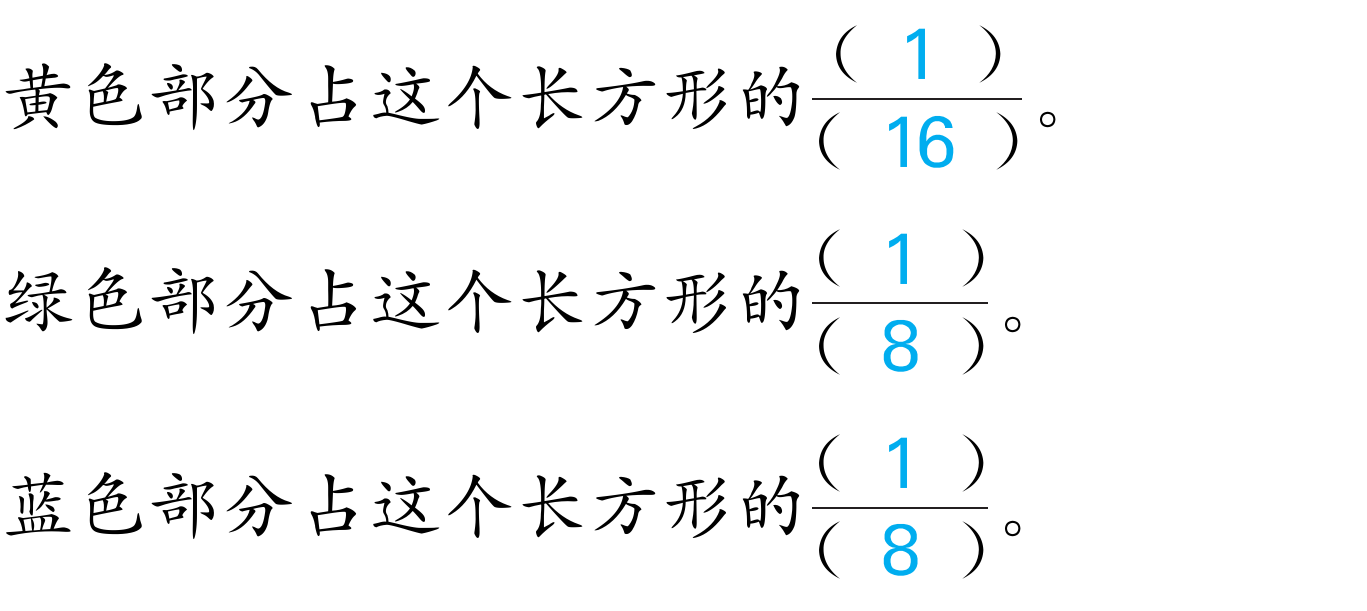 黄色部分占这个长方形的( 1 )/( 16 )。
绿色部分占这个长方形的( 1 )/( 8 )。
蓝色部分占这个长方形的( 1 )/( 8 )。